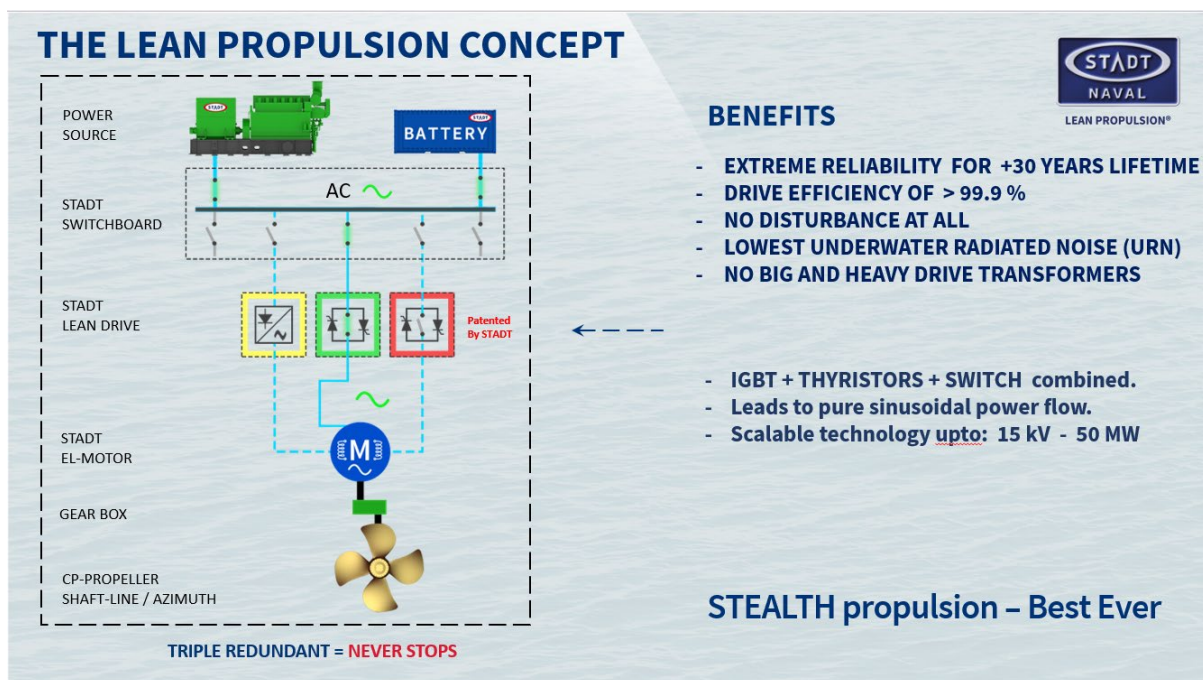 THE LEAN PROPULSION CONCEPT
POWER
SOURCE
STADT
BATTERY
STADT
AC
STADT
SWITCHBOARD
STADT
LEAN DRIVE
Patented
By STADT
STADT
EL-MOTOR
M
GEAR BOX
CP-PROPELLER
SHAFT-LINE / AZIMUTH
TRIPLE REDUNDANT = NEVER STOPS
STADT
NAVAL
LEAN PROPULSION®
BENEFITS
- EXTREME RELIABILITY FOR +30 YEARS LIFETIME
- DRIVE EFFICIENCY OF > 99.9 %
- NO DISTURBANCE AT ALL
- LOWEST UNDERWATER RADIATED NOISE (URN)
- NO BIG AND HEAVY DRIVE TRANSFORMERS
- IGBT + THYRISTORS + SWITCH combined.
- Leads to pure sinusoidal power flow.
- Scalable technology upto: 15 kV - 50 MW
STEALTH propulsion – Best Ever